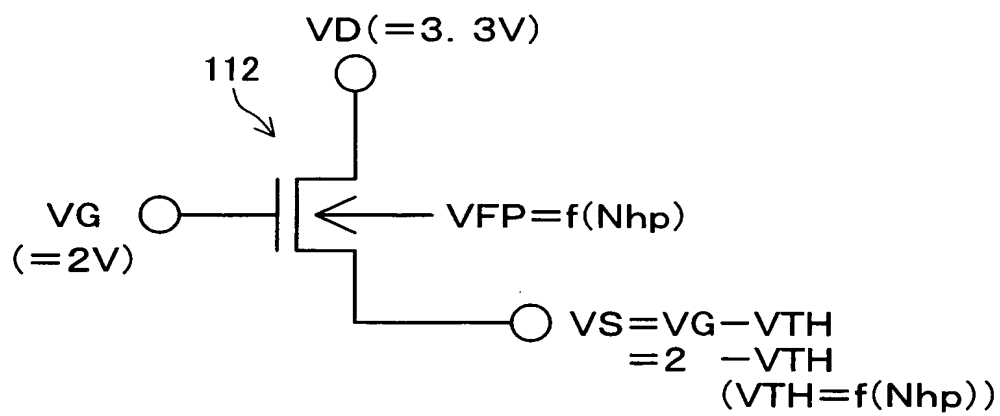 VD(=3. 3V)
112
VG
(=2V)
VFP=f(Nhp)
VS=VG-VTH
=2 -VTH
(VTH=f(Nhp))